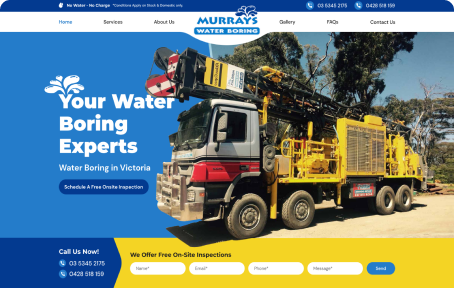 No Water - No Charge *Conditions Apply on Stock & Domestic only.
03 5345 2175
0428 518 159
Home
Services
About Us
MURRAYS
WATER BORING
Gallery
FAQs
Contact Us
Your Water
Boring
Experts
Water Boring in Victoria
Schedule A Free Onsite Inspection
Call Us Now!
03 5345 2175
0428 518 159
We Offer Free On-Site Inspections
Name*
Email*
Phone*
Message*
Send